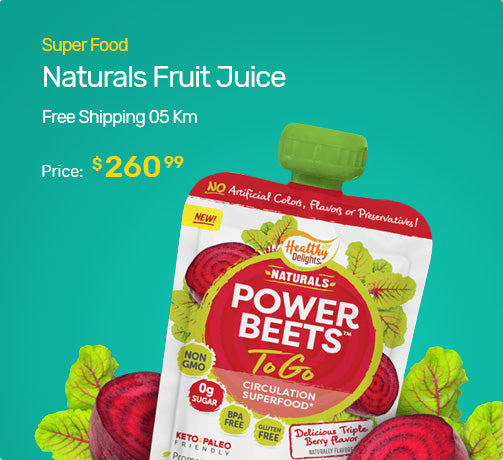 Super Food
Naturals Fruit Juice
Free Shipping 05 Km
Price: $260 99
NO Artificial Colors, Flavors or Preservatives!
NEW!
Healthy
Delights
NATURALS
POWER
BEETS™
To Go
CIRCULATION
SUPERFOOD*
NON
GMO
0g
SUGAR
BPA
FREE
GLUTEN
FREE
KETO & PALEO
FRIENDLY
Delicious Triple
Berry flavor
NATURALLY FLAVORED